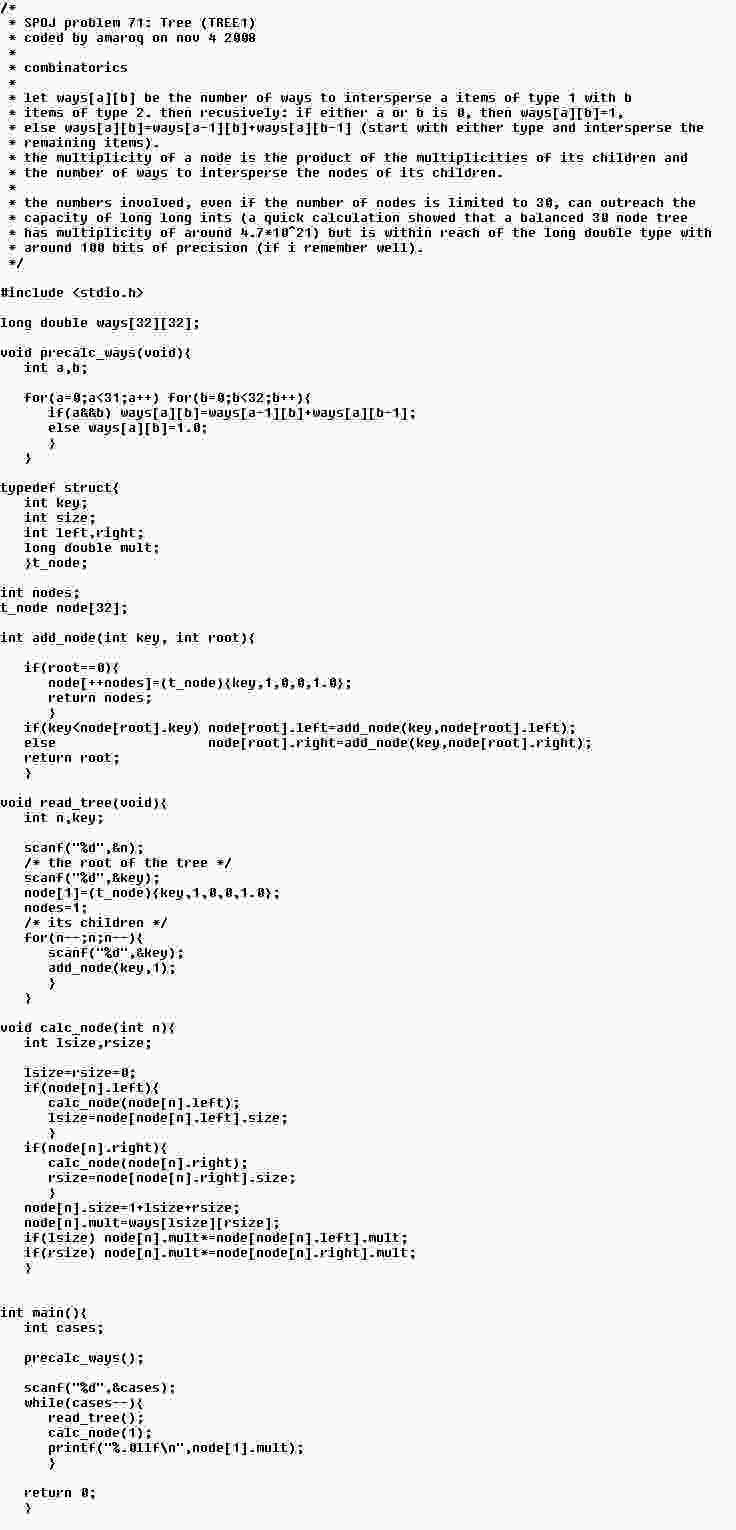 /*
 * SPOJ problem 71: Tree (TREE1)
 * coded by amaroq on nov 4 2008
 *
 * combinatorics
 *
 * let ways[a][b] be the number of ways to intersperse a items of type 1 with b
 * items of type 2. then recusively: if either a or b is 0, then ways[a][b]=1,
 * else ways[a][b]=ways[a-1][b]+ways[a][b-1] (start with either type and intersperse the
 * remaining items).
 * the multiplicity of a node is the product of the multiplicities of its children and
 * the number of ways to intersperse the nodes of its children.
 *
 * the numbers involved, even if the number of nodes is limited to 30, can outreach the
 * capacity of long long ints (a quick calculation showed that a balanced 30 node tree
 * has multiplicity of around 4.7*10^21) but is within reach of the long double type with
 * around 100 bits of precision (if i remember well).
 */

#include <stdio.h>

long double ways[32][32];

void precalc_ways(void){
   int a,b;

   for(a=0;a<31;a++) for(b=0;b<32;b++){
      if(a&&b) ways[a][b]=ways[a-1][b]+ways[a][b-1];
      else ways[a][b]=1.0;
      }
   }

typedef struct{
   int key;
   int size;
   int left,right;
   long double mult;
   }t_node;

int nodes;
t_node node[32];

int add_node(int key, int root){

   if(root==0){
      node[++nodes]=(t_node){key,1,0,0,1.0};
      return nodes;
      }
   if(key<node[root].key) node[root].left=add_node(key,node[root].left);
   else                   node[root].right=add_node(key,node[root].right);
   return root;
   }

void read_tree(void){
   int n,key;

   scanf("%d",&n);
   /* the root of the tree */
   scanf("%d",&key);
   node[1]=(t_node){key,1,0,0,1.0};
   nodes=1;
   /* its children */
   for(n--;n;n--){
      scanf("%d",&key);
      add_node(key,1);
      }
   }

void calc_node(int n){
   int lsize,rsize;

   lsize=rsize=0;
   if(node[n].left){
      calc_node(node[n].left);
      lsize=node[node[n].left].size;
      }
   if(node[n].right){
      calc_node(node[n].right);
      rsize=node[node[n].right].size;
      }
   node[n].size=1+lsize+rsize;
   node[n].mult=ways[lsize][rsize];
   if(lsize) node[n].mult*=node[node[n].left].mult;
   if(rsize) node[n].mult*=node[node[n].right].mult;
   }


int main(){
   int cases;

   precalc_ways();

   scanf("%d",&cases);
   while(cases--){
      read_tree();
      calc_node(1);
      printf("%.0llf\n",node[1].mult);
      }

   return 0;
   }